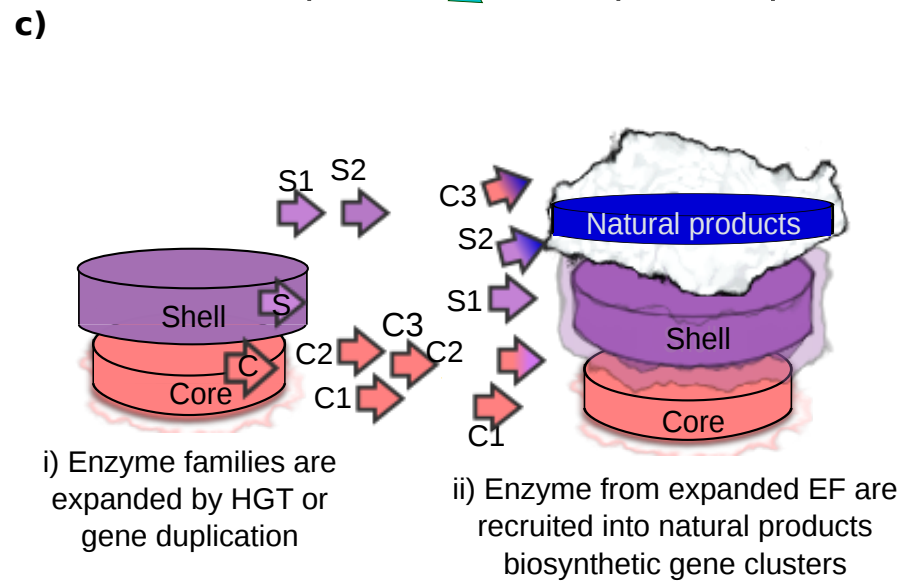 c)
S1 S2
C3
Natural products
S2
S
S1
Shell
C3
Shell
C2
C2
C
C1
Core
Core
C1
i) Enzyme families are
expanded by HGT or
gene duplication
ii) Enzyme from expanded EF are
recruited into natural products
biosynthetic gene clusters